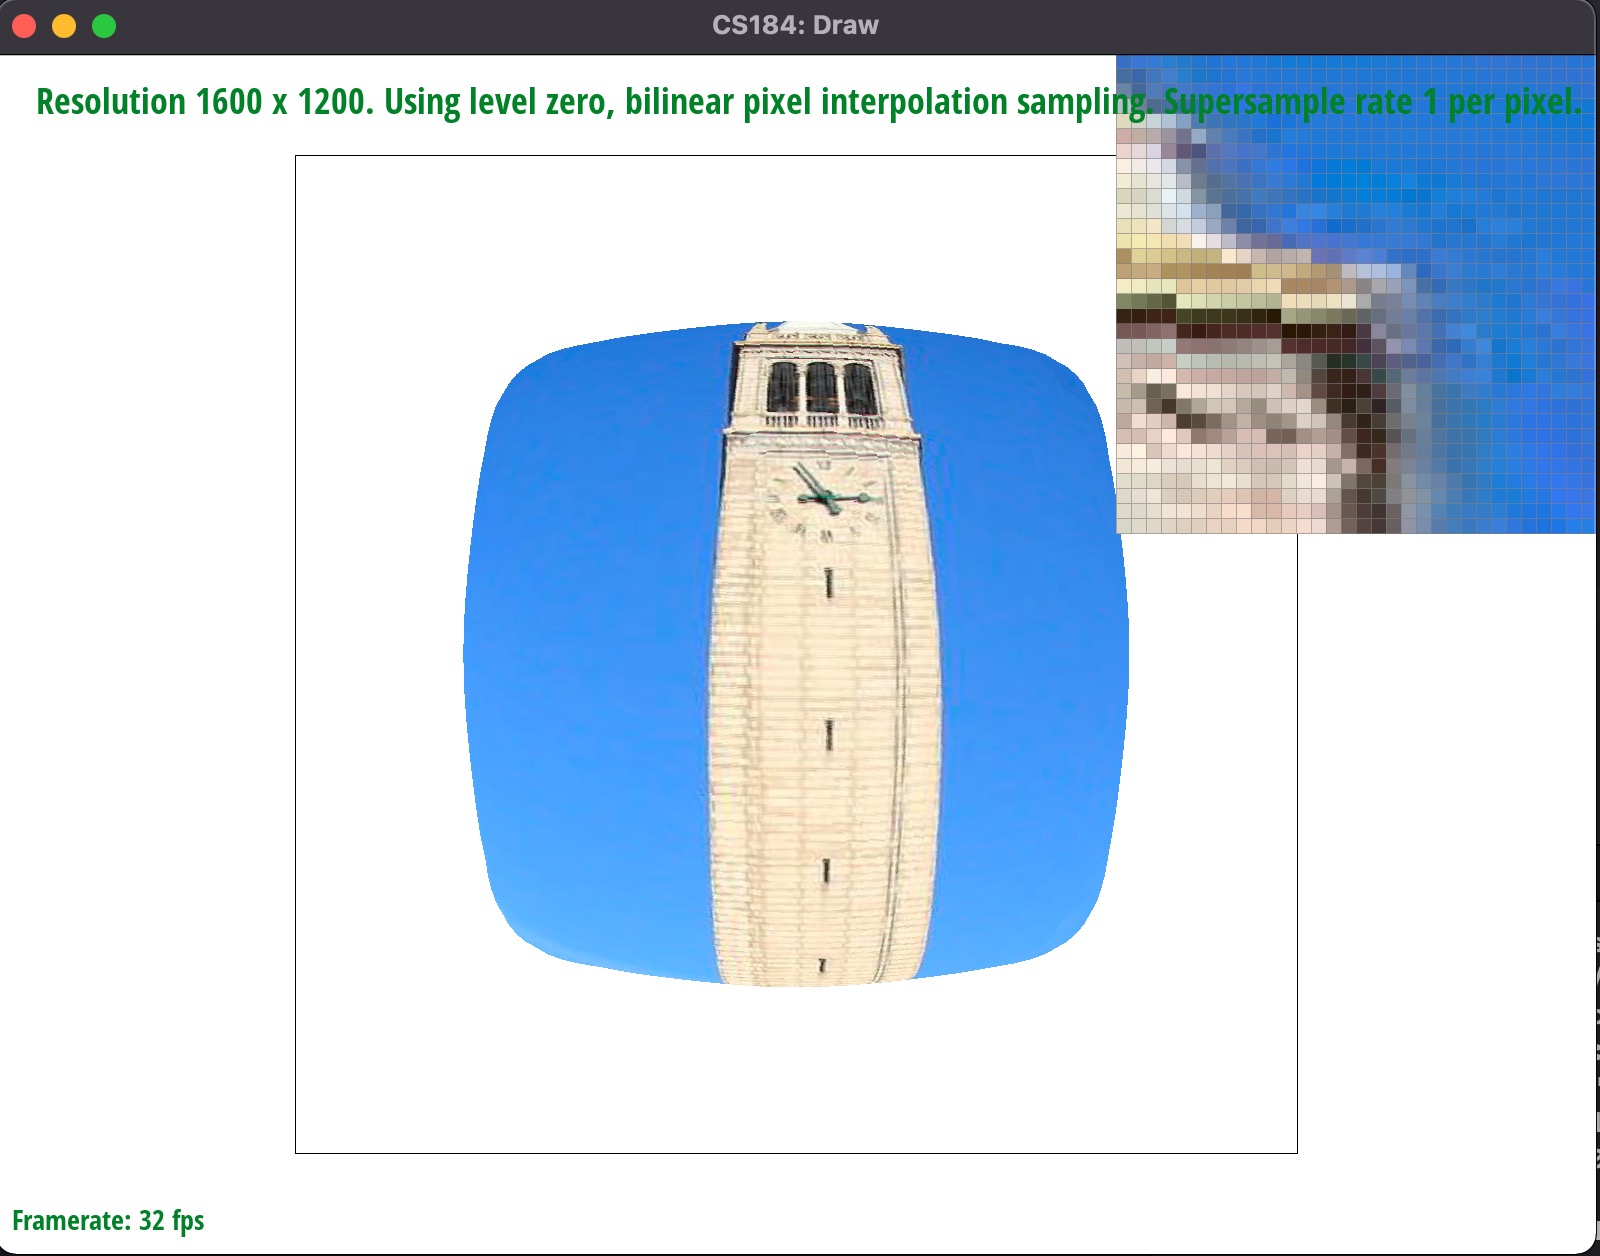 CS184: Draw
Resolution 1600 x 1200. Using level zero, bilinear pixel interpolation sampling. Supersample rate 1 per pixel.
Framerate: 32 fps